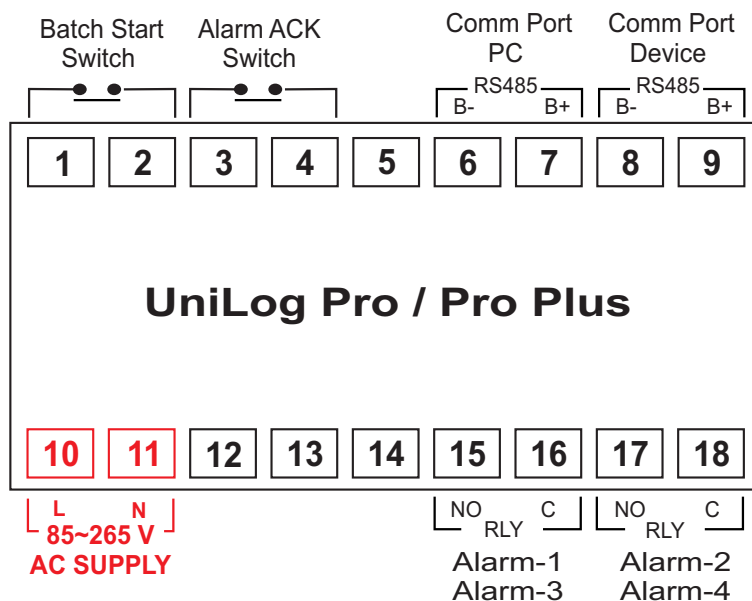 Batch Start Switch
Alarm ACK Switch
Comm Port PC
Comm Port Device
RS485
B- B+
RS485
B- B+
1 2 3 4 5 6 7 8 9
UniLog Pro / Pro Plus
10 11 12 13 14 15 16 17 18
L N
85~265 V
AC SUPPLY
NO C
RLY
Alarm-1
Alarm-3
NO C
RLY
Alarm-2
Alarm-4